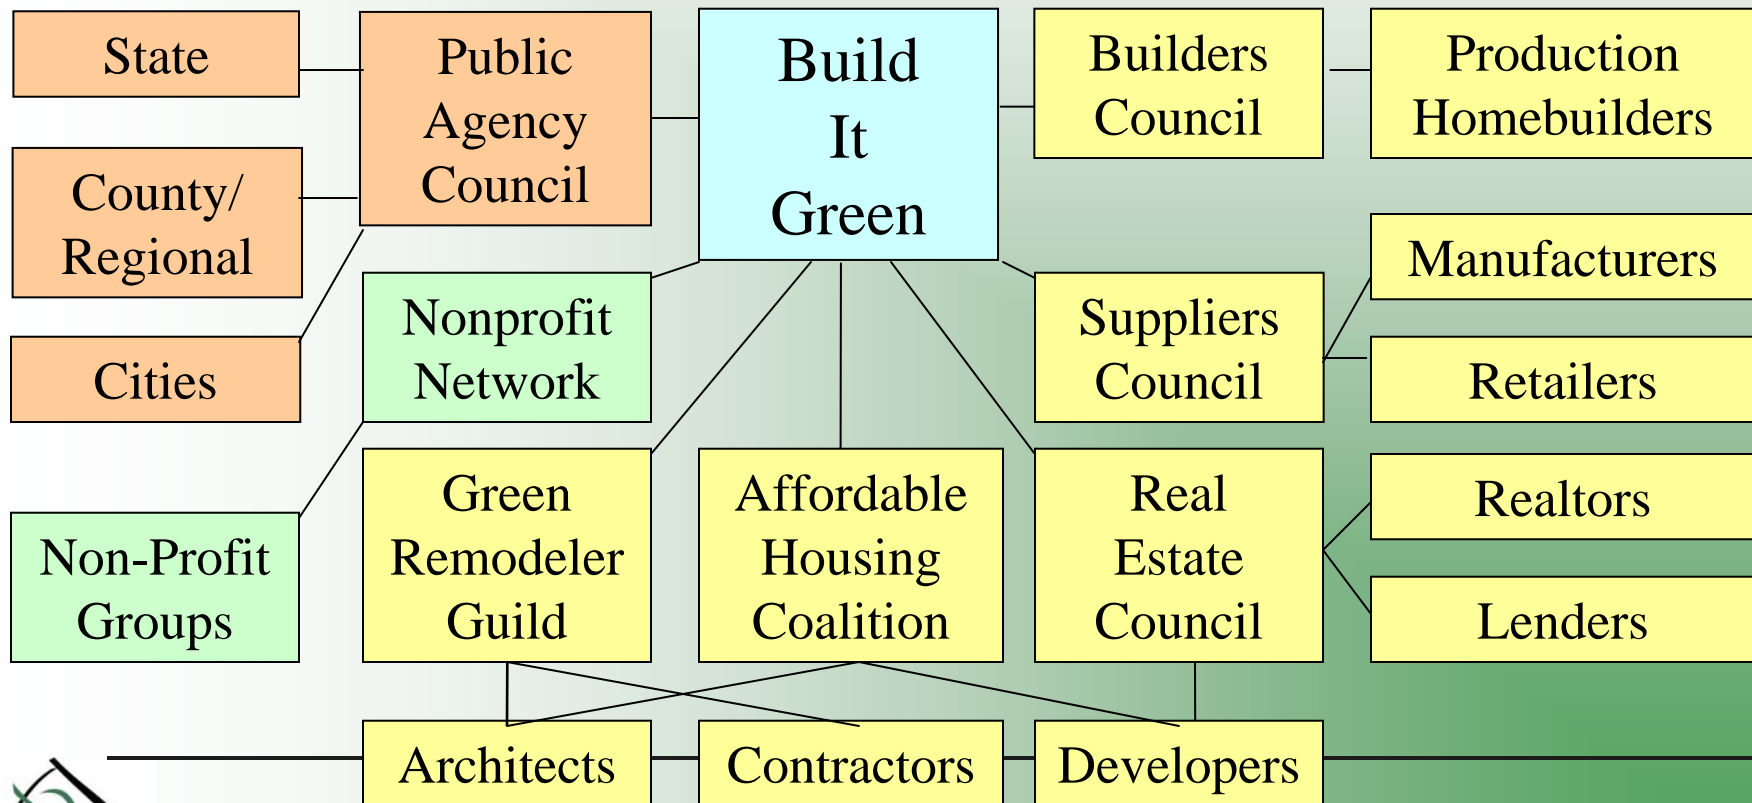 State
Public
Agency
Council
Build
It
Green
Builders
Council
Production
Homebuilders
County/
Regional
Manufacturers
Nonprofit
Network
Suppliers
Council
Cities
Retailers
Green
Remodeler
Guild
Affordable
Housing
Coalition
Real
Estate
Council
Realtors
Non-Profit
Groups
Lenders
Architects
Contractors
Developers